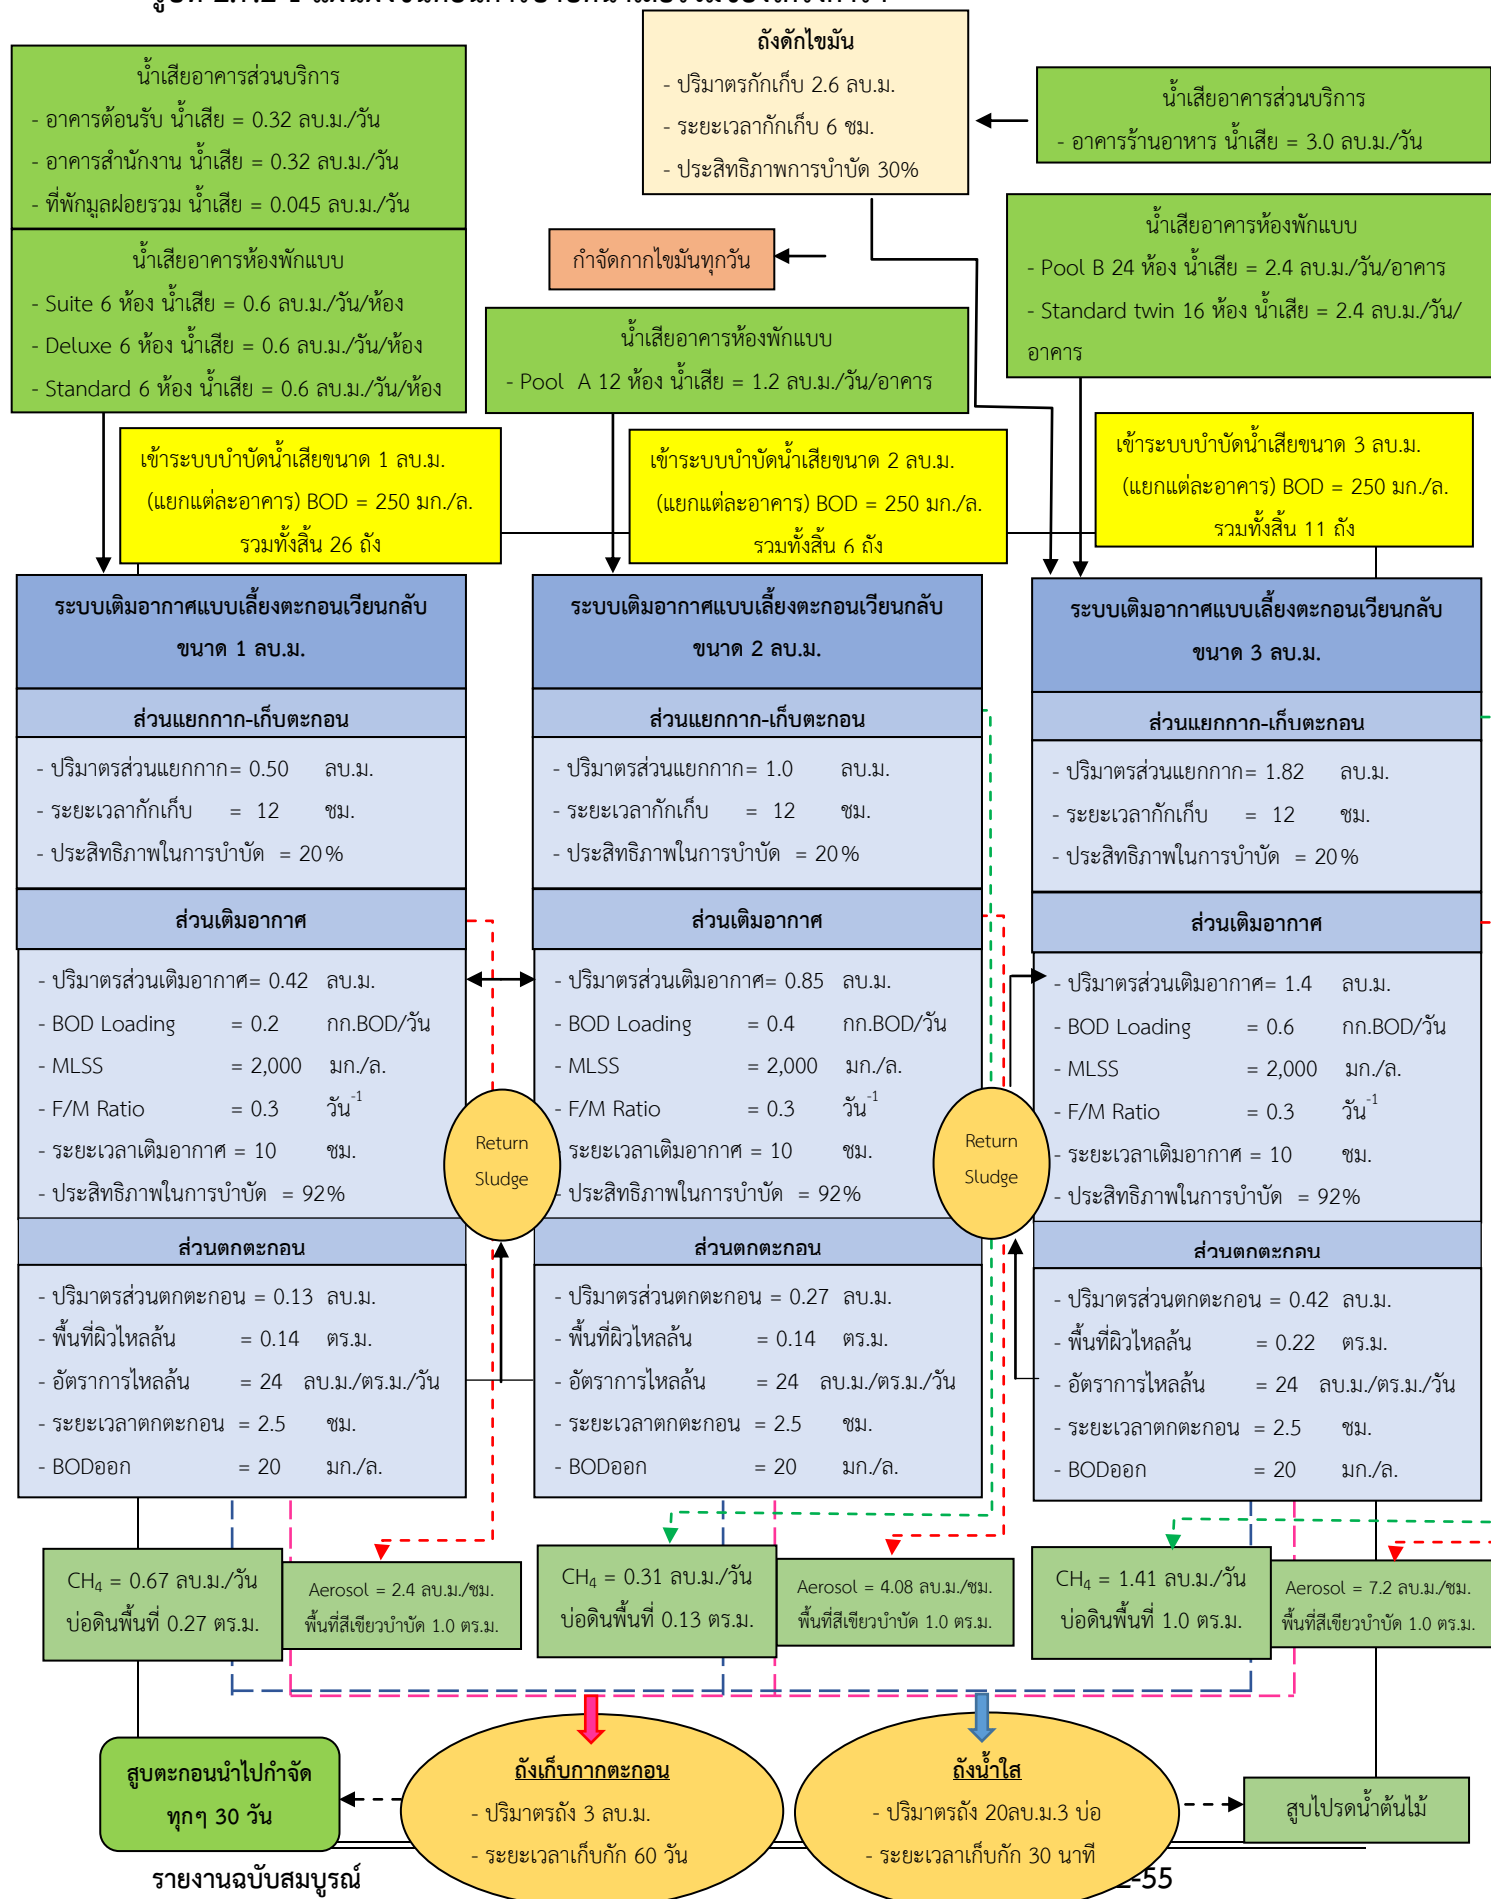 ถังดักไขมัน
- ปริมาตรกักเก็บ 2.6 ลบ.ม.
- ระยะเวลากักเก็บ 6 ชม.
- ประสิทธิภาพการบำบัด 30%
น้ำเสียอาคารส่วนบริการ
- อาคารต้อนรับ น้ำเสีย = 0.32 ลบ.ม./วัน
- อาคารสำนักงาน น้ำเสีย = 0.32 ลบ.ม./วัน
- ที่พักมูลฝอยรวม น้ำเสีย = 0.045 ลบ.ม./วัน
น้ำเสียอาคารส่วนบริการ
- อาคารร้านอาหาร น้ำเสีย = 3.0 ลบ.ม./วัน
น้ำเสียอาคารห้องพักแบบ
- Suite 6 ห้อง น้ำเสีย = 0.6 ลบ.ม./วัน/ห้อง
- Deluxe 6 ห้อง น้ำเสีย = 0.6 ลบ.ม./วัน/ห้อง
- Standard 6 ห้อง น้ำเสีย = 0.6 ลบ.ม./วัน/ห้อง
กำจัดกากไขมันทุกวัน
น้ำเสียอาคารห้องพักแบบ
- Pool A 12 ห้อง น้ำเสีย = 1.2 ลบ.ม./วัน/อาคาร
น้ำเสียอาคารห้องพักแบบ
- Pool B 24 ห้อง น้ำเสีย = 2.4 ลบ.ม./วัน/อาคาร
- Standard twin 16 ห้อง น้ำเสีย = 2.4 ลบ.ม./วัน/
อาคาร
เข้าระบบบำบัดน้ำเสียขนาด 1 ลบ.ม.
(แยกแต่ละอาคาร) BOD = 250 มก./ล.
รวมทั้งสิ้น 26 ถัง
เข้าระบบบำบัดน้ำเสียขนาด 2 ลบ.ม.
(แยกแต่ละอาคาร) BOD = 250 มก./ล.
รวมทั้งสิ้น 6 ถัง
เข้าระบบบำบัดน้ำเสียขนาด 3 ลบ.ม.
(แยกแต่ละอาคาร) BOD = 250 มก./ล.
รวมทั้งสิ้น 11 ถัง
ระบบเติมอากาศแบบเลี้ยงตะกอนเวียนกลับ
ขนาด 1 ลบ.ม.
ส่วนแยกกาก-เก็บตะกอน
- ปริมาตรส่วนแยกกาก= 0.50 ลบ.ม.
- ระยะเวลากักเก็บ = 12 ชม.
- ประสิทธิภาพในการบำบัด = 20%
ส่วนเติมอากาศ
- ปริมาตรส่วนเติมอากาศ= 0.42 ลบ.ม.
- BOD Loading = 0.2 กก.BOD/วัน
- MLSS = 2,000 มก./ล.
- F/M Ratio = 0.3 วัน-1
- ระยะเวลาเติมอากาศ = 10 ชม.
- ประสิทธิภาพในการบำบัด = 92%
ส่วนตกตะกอน
- ปริมาตรส่วนตกตะกอน = 0.13 ลบ.ม.
- พื้นที่ผิวไหลล้น = 0.14 ตร.ม.
- อัตราการไหลล้น = 24 ลบ.ม./ตร.ม./วัน
- ระยะเวลาตกตะกอน = 2.5 ชม.
- BODออก = 20 มก./ล.
Return
Sludge
ระบบเติมอากาศแบบเลี้ยงตะกอนเวียนกลับ
ขนาด 2 ลบ.ม.
ส่วนแยกกาก-เก็บตะกอน
- ปริมาตรส่วนแยกกาก= 1.0 ลบ.ม.
- ระยะเวลากักเก็บ = 12 ชม.
- ประสิทธิภาพในการบำบัด = 20%
ส่วนเติมอากาศ
- ปริมาตรส่วนเติมอากาศ= 0.85 ลบ.ม.
- BOD Loading = 0.4 กก.BOD/วัน
- MLSS = 2,000 มก./ล.
- F/M Ratio = 0.3 วัน-1
ระยะเวลาเติมอากาศ = 10 ชม.
- ประสิทธิภาพในการบำบัด = 92%
ส่วนตกตะกอน
- ปริมาตรส่วนตกตะกอน = 0.27 ลบ.ม.
- พื้นที่ผิวไหลล้น = 0.14 ตร.ม.
- อัตราการไหลล้น = 24 ลบ.ม./ตร.ม./วัน
- ระยะเวลาตกตะกอน = 2.5 ชม.
- BODออก = 20 มก./ล.
Return
Sludge
ระบบเติมอากาศแบบเลี้ยงตะกอนเวียนกลับ
ขนาด 3 ลบ.ม.
ส่วนแยกกาก-เก็บตะกอน
- ปริมาตรส่วนแยกกาก= 1.82 ลบ.ม.
- ระยะเวลากักเก็บ = 12 ชม.
- ประสิทธิภาพในการบำบัด = 20%
ส่วนเติมอากาศ
- ปริมาตรส่วนเติมอากาศ= 1.4 ลบ.ม.
- BOD Loading = 0.6 กก.BOD/วัน
- MLSS = 2,000 มก./ล.
- F/M Ratio = 0.3 วัน-1
- ระยะเวลาเติมอากาศ = 10 ชม.
- ประสิทธิภาพในการบำบัด = 92%
ส่วนตกตะกอน
- ปริมาตรส่วนตกตะกอน = 0.42 ลบ.ม.
- พื้นที่ผิวไหลล้น = 0.22 ตร.ม.
- อัตราการไหลล้น = 24 ลบ.ม./ตร.ม./วัน
- ระยะเวลาตกตะกอน = 2.5 ชม.
- BODออก = 20 มก./ล.
CH4 = 0.67 ลบ.ม./วัน
บ่อดินพื้นที่ 0.27 ตร.ม.
Aerosol = 2.4 ลบ.ม./ชม.
พื้นที่สีเขียวบำบัด 1.0 ตร.ม.
CH4 = 0.31 ลบ.ม./วัน
บ่อดินพื้นที่ 0.13 ตร.ม.
Aerosol = 4.08 ลบ.ม./ชม.
พื้นที่สีเขียวบำบัด 1.0 ตร.ม.
CH4 = 1.41 ลบ.ม./วัน
บ่อดินพื้นที่ 1.0 ตร.ม.
Aerosol = 7.2 ลบ.ม./ชม.
พื้นที่สีเขียวบำบัด 1.0 ตร.ม.
สูบตะกอนนำไปกำจัด
ทุกๆ 30 วัน
ถังเก็บกากตะกอน
- ปริมาตรถัง 3 ลบ.ม.
- ระยะเวลาเก็บกัก 60 วัน
ถังน้ำใส
- ปริมาตรถัง 20ลบ.ม.3 บ่อ
- ระยะเวลาเก็บกัก 30 นาที
สูบไปรดน้ำต้นไม้
รายงานฉบับสมบูรณ์
2-55